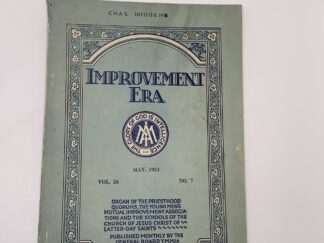 CHAS RODGERS
IMPROVEMENT
ERA
THE GLORY OF GOD IS INTELLIGENCE
MIA
MAY, 1923
VOL. 26 NO. 7
ORGAN OF THE PRIESTHOOD
QUORUMS, THE YOUNG MEN'S
MUTUAL IMPROVEMENT ASSOCIA-
TIONS AND THE SCHOOLS OF THE
CHURCH OF JESUS CHRIST OF
LATTER-DAY SAINTS
PUBLISHED MONTHLY BY THE
GENERAL BOARD Y.M.M.I.A.